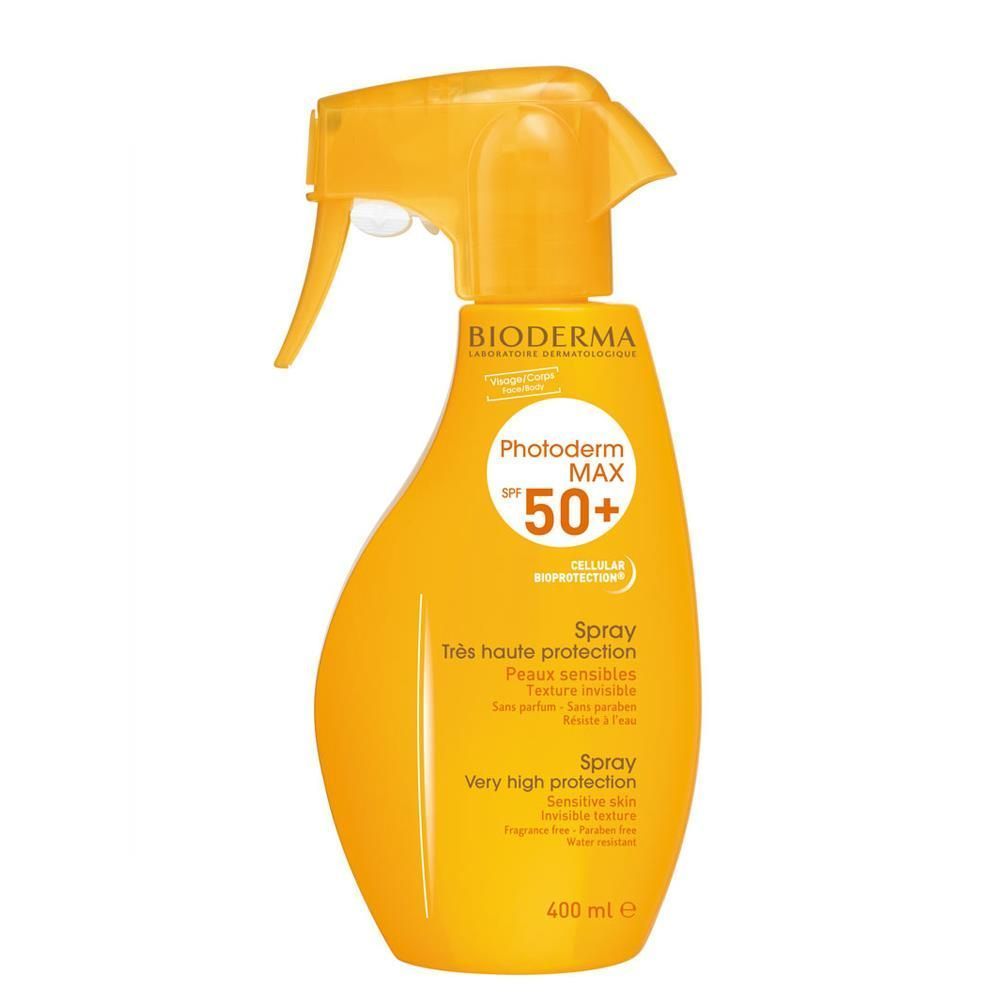 BIODERMA
LABORATOIRE DERMATOLOGIQUE
Visage/Corps
Face/Body
Photoderm
MAX
SPF 50+
CELLULAR
BIOPROTECTION®
Spray
Très haute protection
Peaux sensibles
Texture invisible
Sans parfum - Sans paraben
Résiste à l'eau
Spray
Very high protection
Sensitive skin
Invisible texture
Fragrance free - Paraben free
Water resistant
400 ml ℮